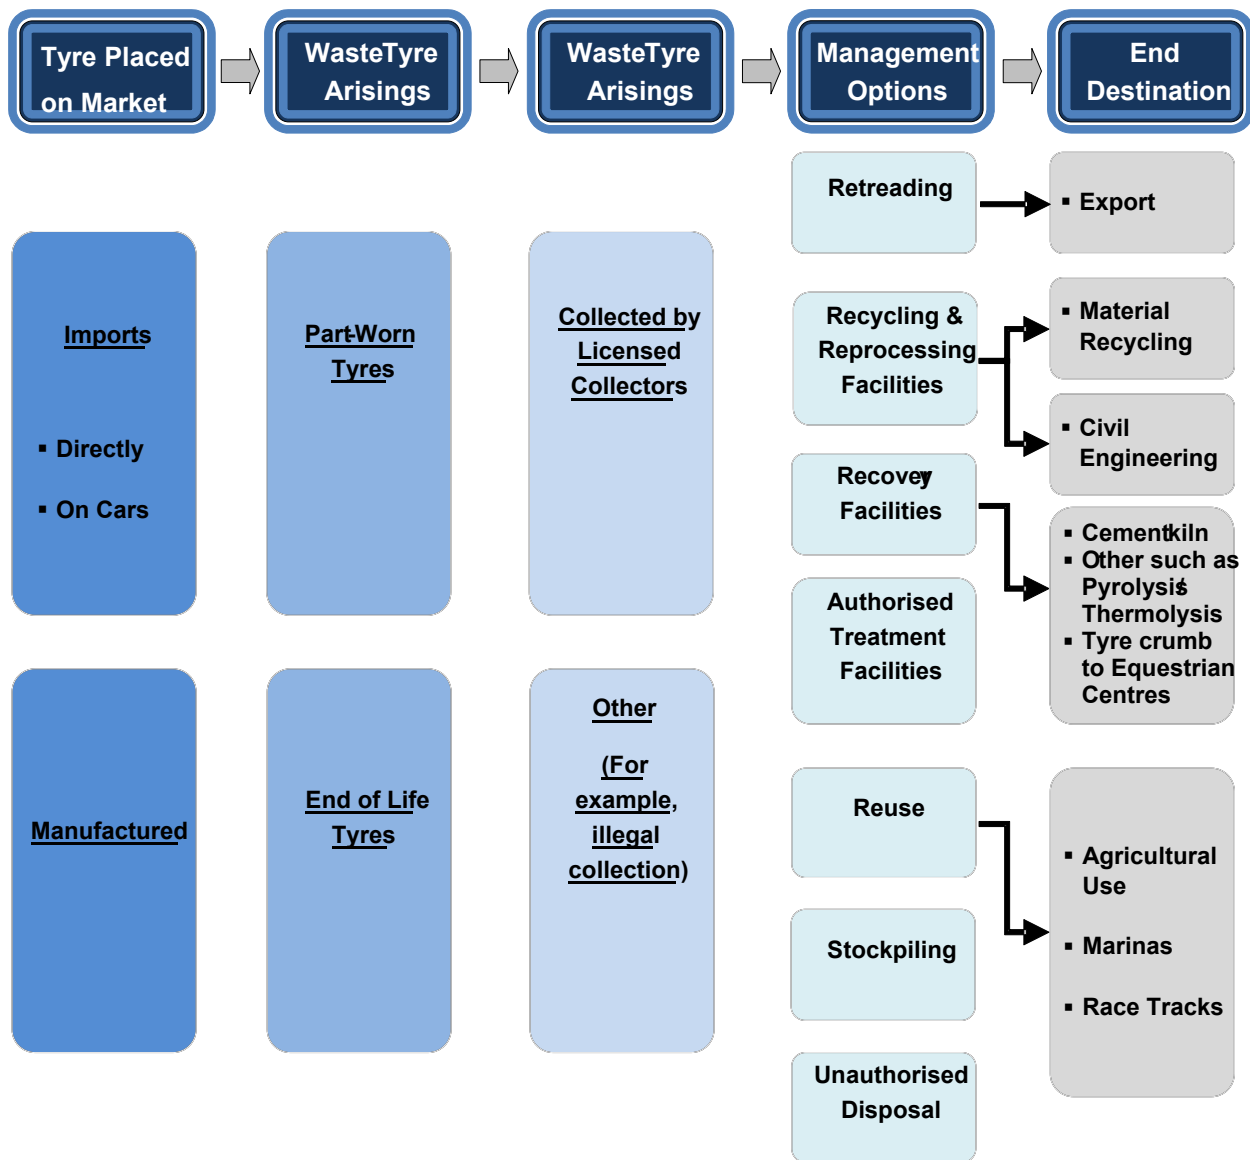 Tyre Placed
on Market
WasteTyre
Arisings
WasteTyre
Arisings
Management
Options
End
Destination
Imports
▪ Directly
▪ On Cars
Manufactured
Part-Worn
Tyres
End of Life
Tyres
Collected by
Licensed
Collectors
Other
(For
example,
illegal
collection)
Retreading
Recycling &
Reprocessing
Facilities
Recovery
Facilities
Authorised
Treatment
Facilities
Reuse
Stockpiling
Unauthorised
Disposal
▪ Export
▪ Material
Recycling
▪ Civil
Engineering
▪ Cementkiln
▪ Other such as
Pyrolysis/
Thermolysis
▪ Tyre crumb
to Equestrian
Centres
▪ Agricultural
Use
▪ Marinas
▪ Race Tracks